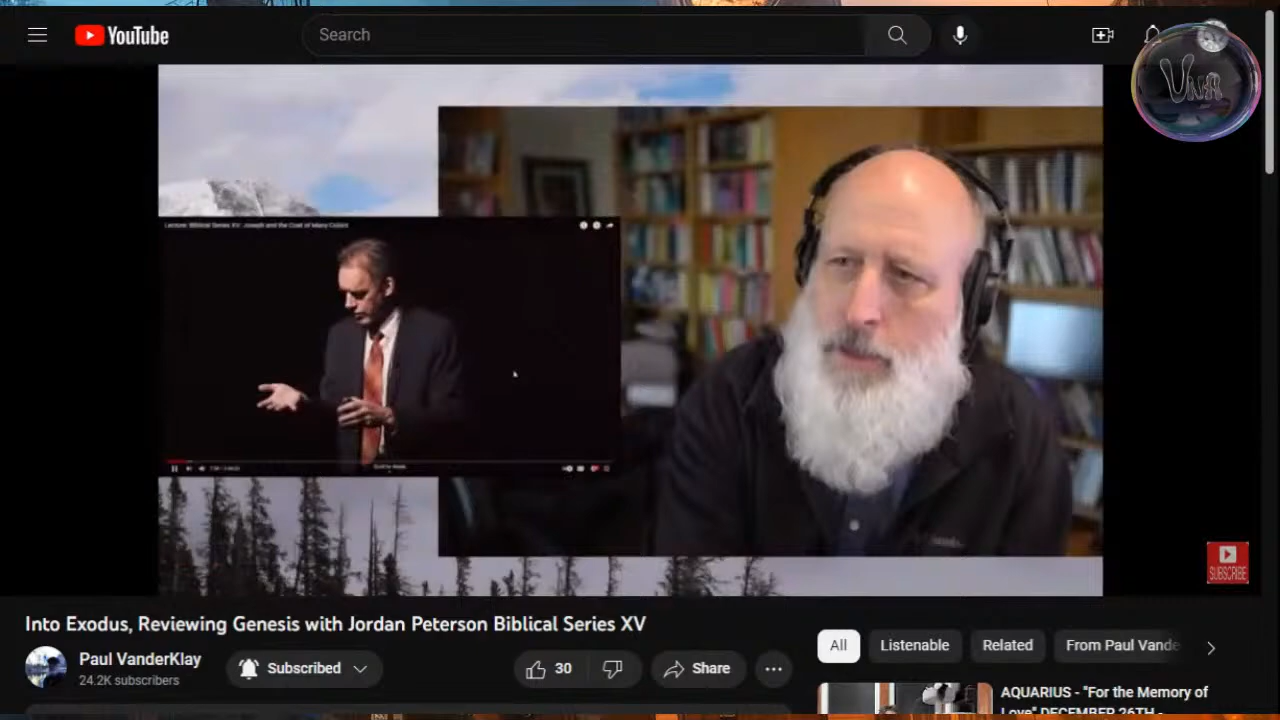 YouTube
Search
UNA
Lecture: Biblical Series XV: Joseph and the Coat of Many Colors
SUBSCRIBE
Into Exodus, Reviewing Genesis with Jordan Peterson Biblical Series XV
Paul VanderKlay
24.2K subscribers
Subscribed
30
Share
All
Listenable
Related
From Paul Vande
AQUARIUS - "For the Memory of
Love" DECEMBER 26TH -